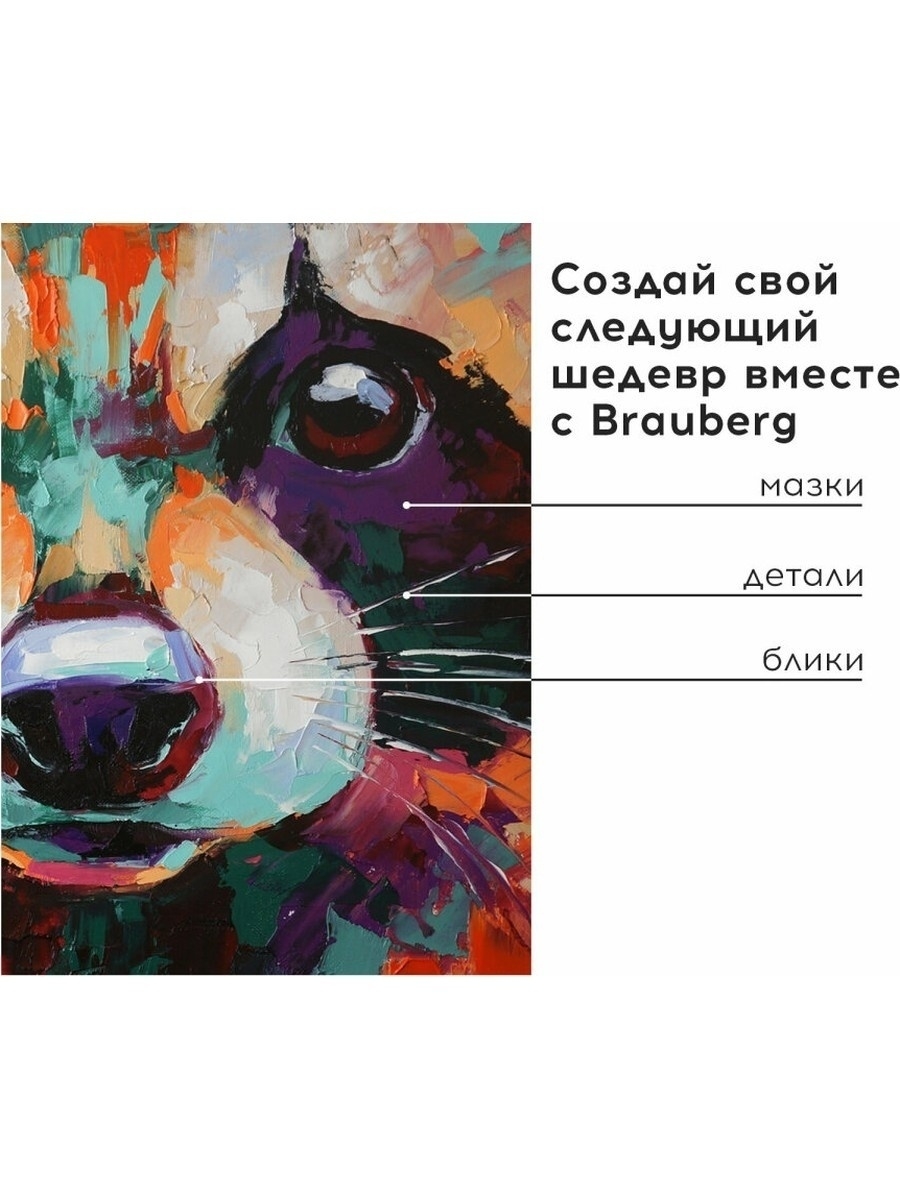 Создай свой
следующий
шедевр вместе
с Brauberg
мазки
детали
блики